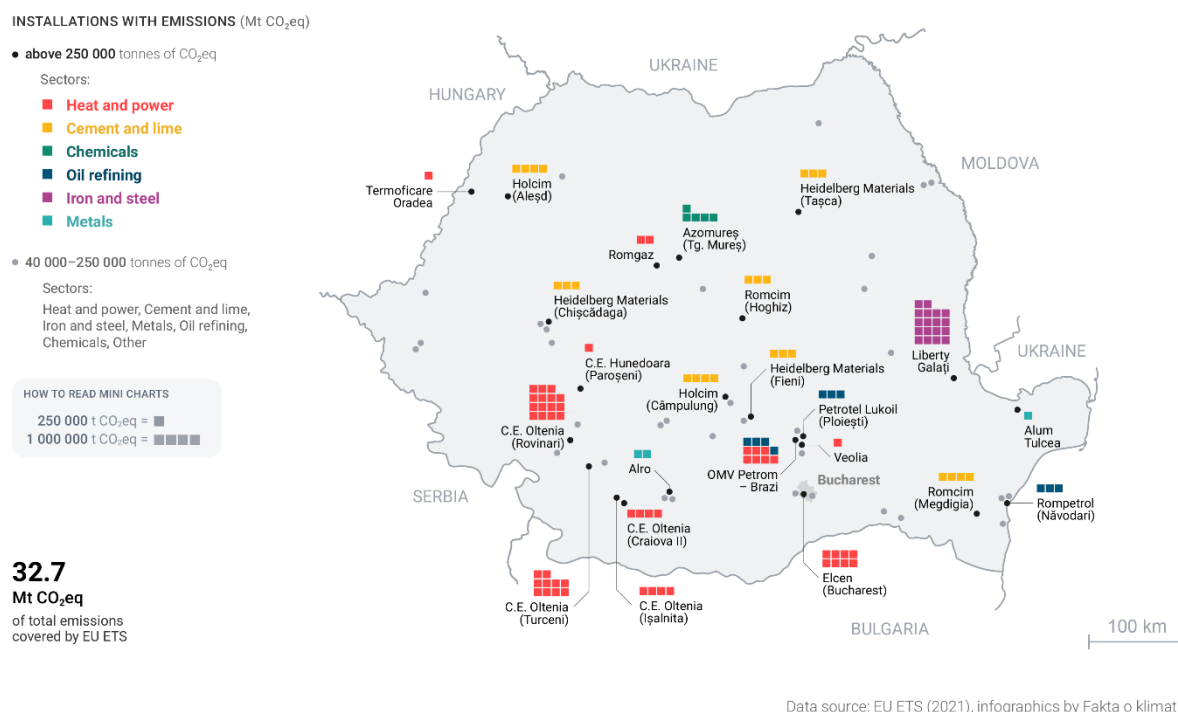 INSTALLATIONS WITH EMISSIONS (Mt CO₂eq)
above 250 000 tonnes of CO₂eq
Sectors:
Heat and power
Cement and lime
Chemicals
Oil refining
Iron and steel
Metals
40 000–250 000 tonnes of CO₂eq
Sectors:
Heat and power, Cement and lime,
Iron and steel, Metals, Oil refining,
Chemicals, Other
HOW TO READ MINI CHARTS
250 000 t CO₂eq =
1 000 000 t CO₂eq =
32.7
Mt CO₂eq
of total emissions
covered by EU ETS
UKRAINE
HUNGARY
MOLDOVA
Termoficare
Oradea
Holcim
(Aleșd)
Heidelberg Materials
(Tașca)
Azomureș
(Tg. Mureș)
Romgaz
Heidelberg Materials
(Chișcădaga)
Romcim
(Hoghiz)
Liberty
Galați
UKRAINE
C.E. Hunedoara
(Paroșeni)
Heidelberg Materials
(Fieni)
Holcim
(Câmpulung)
Petrotel Lukoil
(Ploiești)
C.E. Oltenia
(Rovinari)
Alum
Tulcea
Veolia
Alro
OMV Petrom
– Brazi
Bucharest
SERBIA
Romcim
(Megdigia)
Rompetrol
(Năvodari)
C.E. Oltenia
(Craiova II)
Elcen
(Bucharest)
C.E. Oltenia
(Turceni)
C.E. Oltenia
(Ișalnita)
BULGARIA
100 km
Data source: EU ETS (2021), infographics by Fakta o klimat